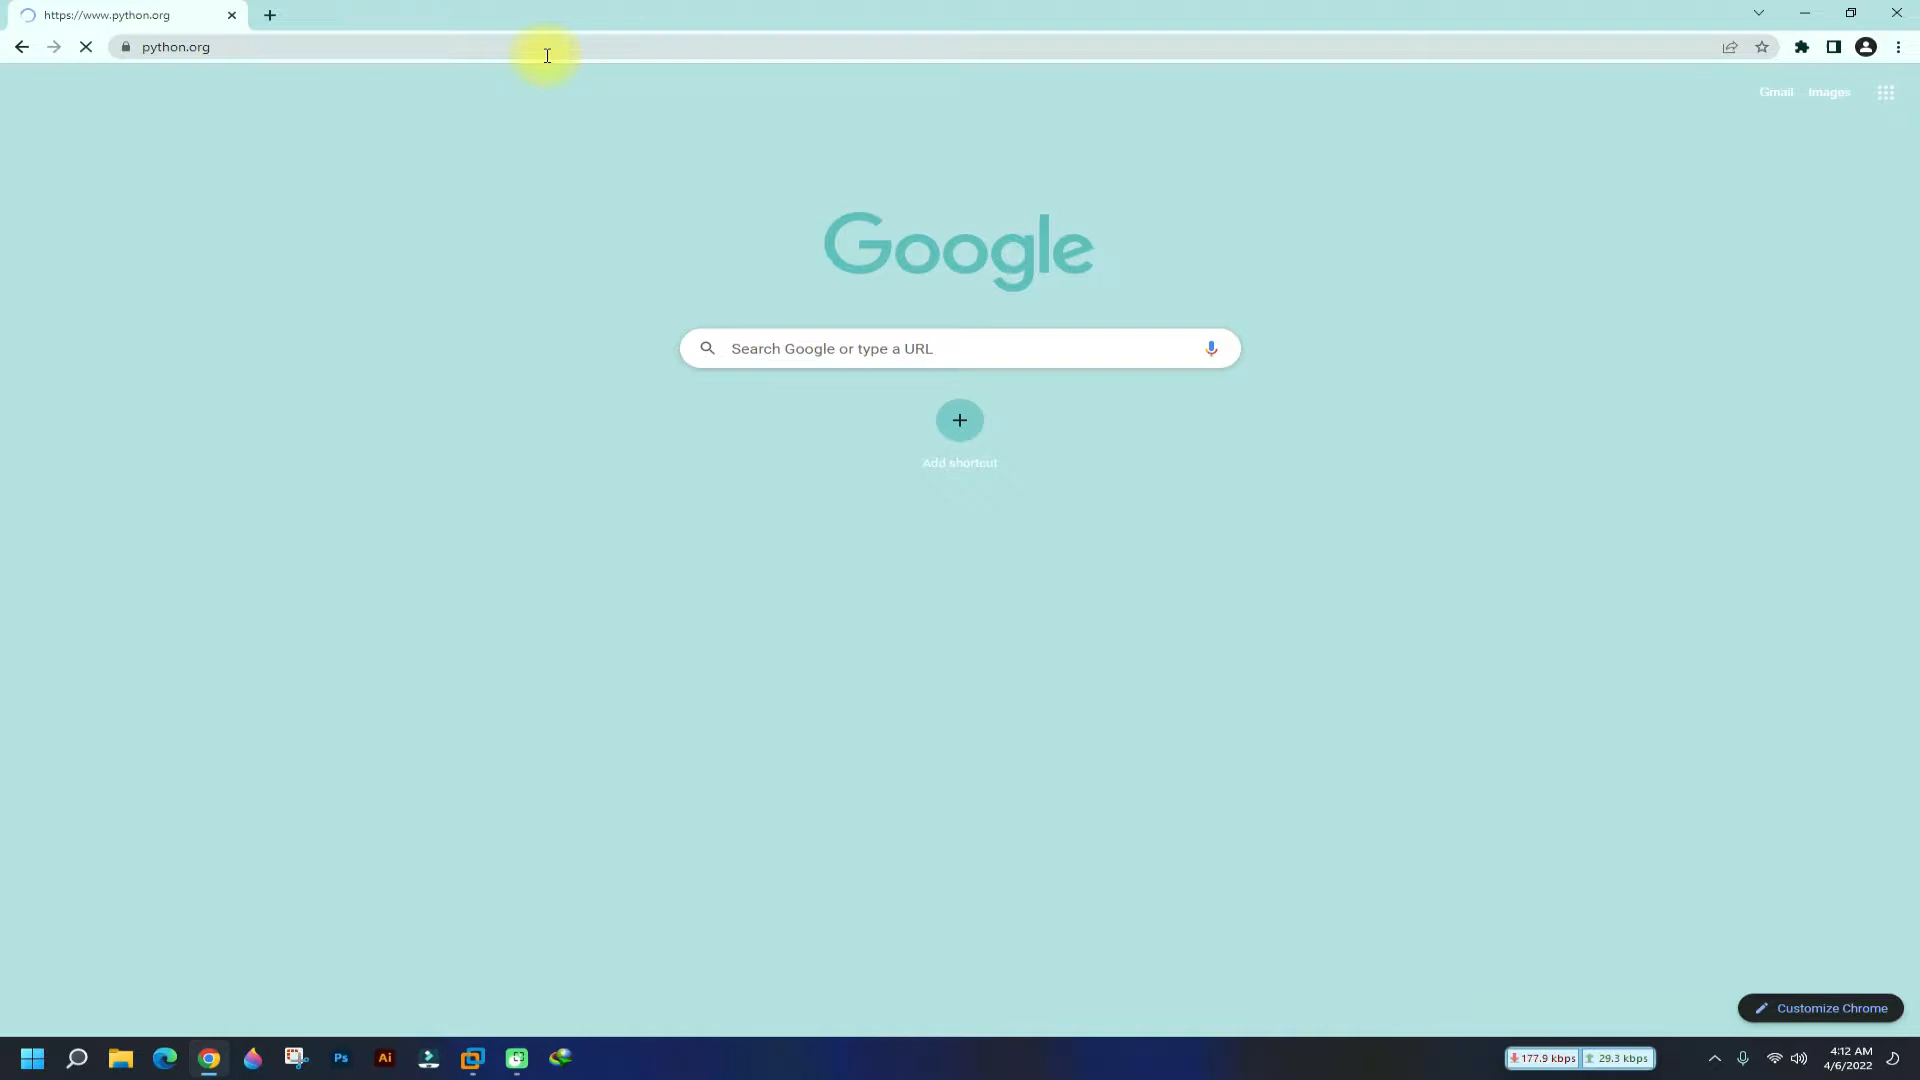 https://www.python.org
python.org
Gmail Images
Google
Search Google or type a URL
Add shortcut
Customize Chrome
Ps Ai
177.9 kbps 29.3 kbps
4:12 AM
4/6/2022